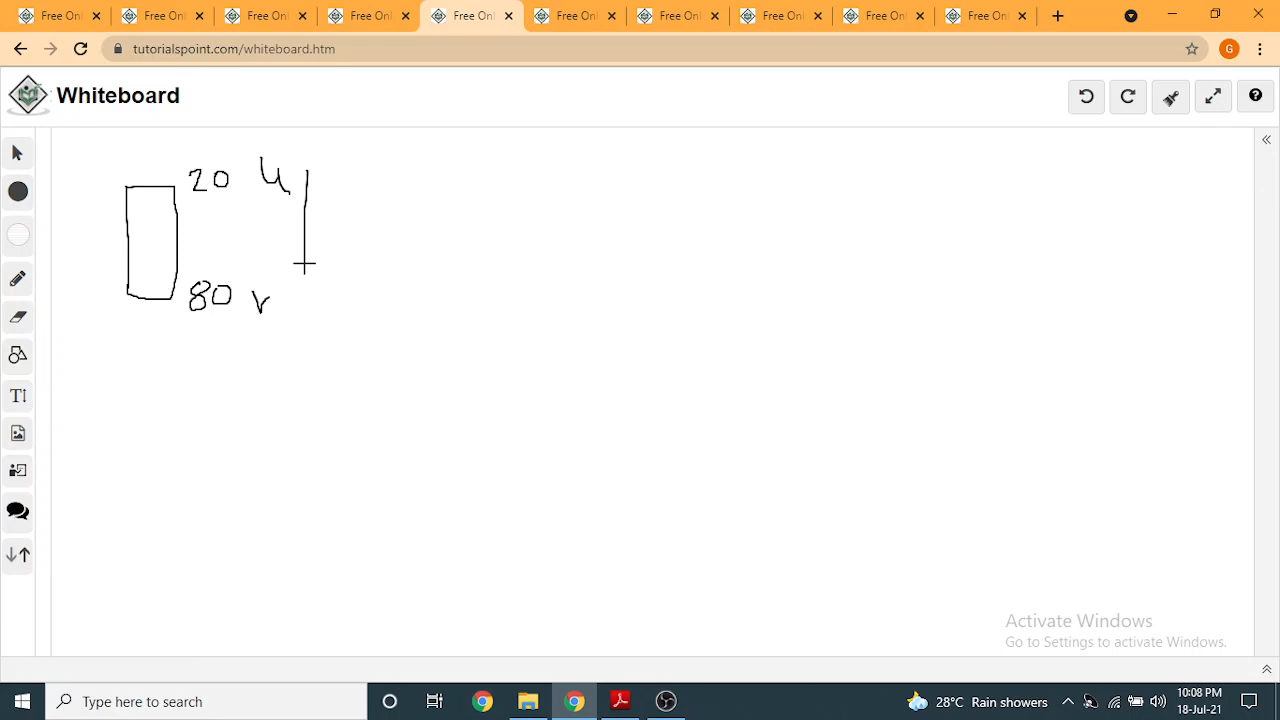 Free Onl Free Onl Free Onl Free Onl Free Onl Free Onl Free Onl Free Onl Free Onl Free Onl
tutorialspoint.com/whiteboard.htm
G
Whiteboard
20 u
80 v
T
Activate Windows
Go to Settings to activate Windows.
Type here to search
28°C Rain showers
10:08 PM
18-Jul-21